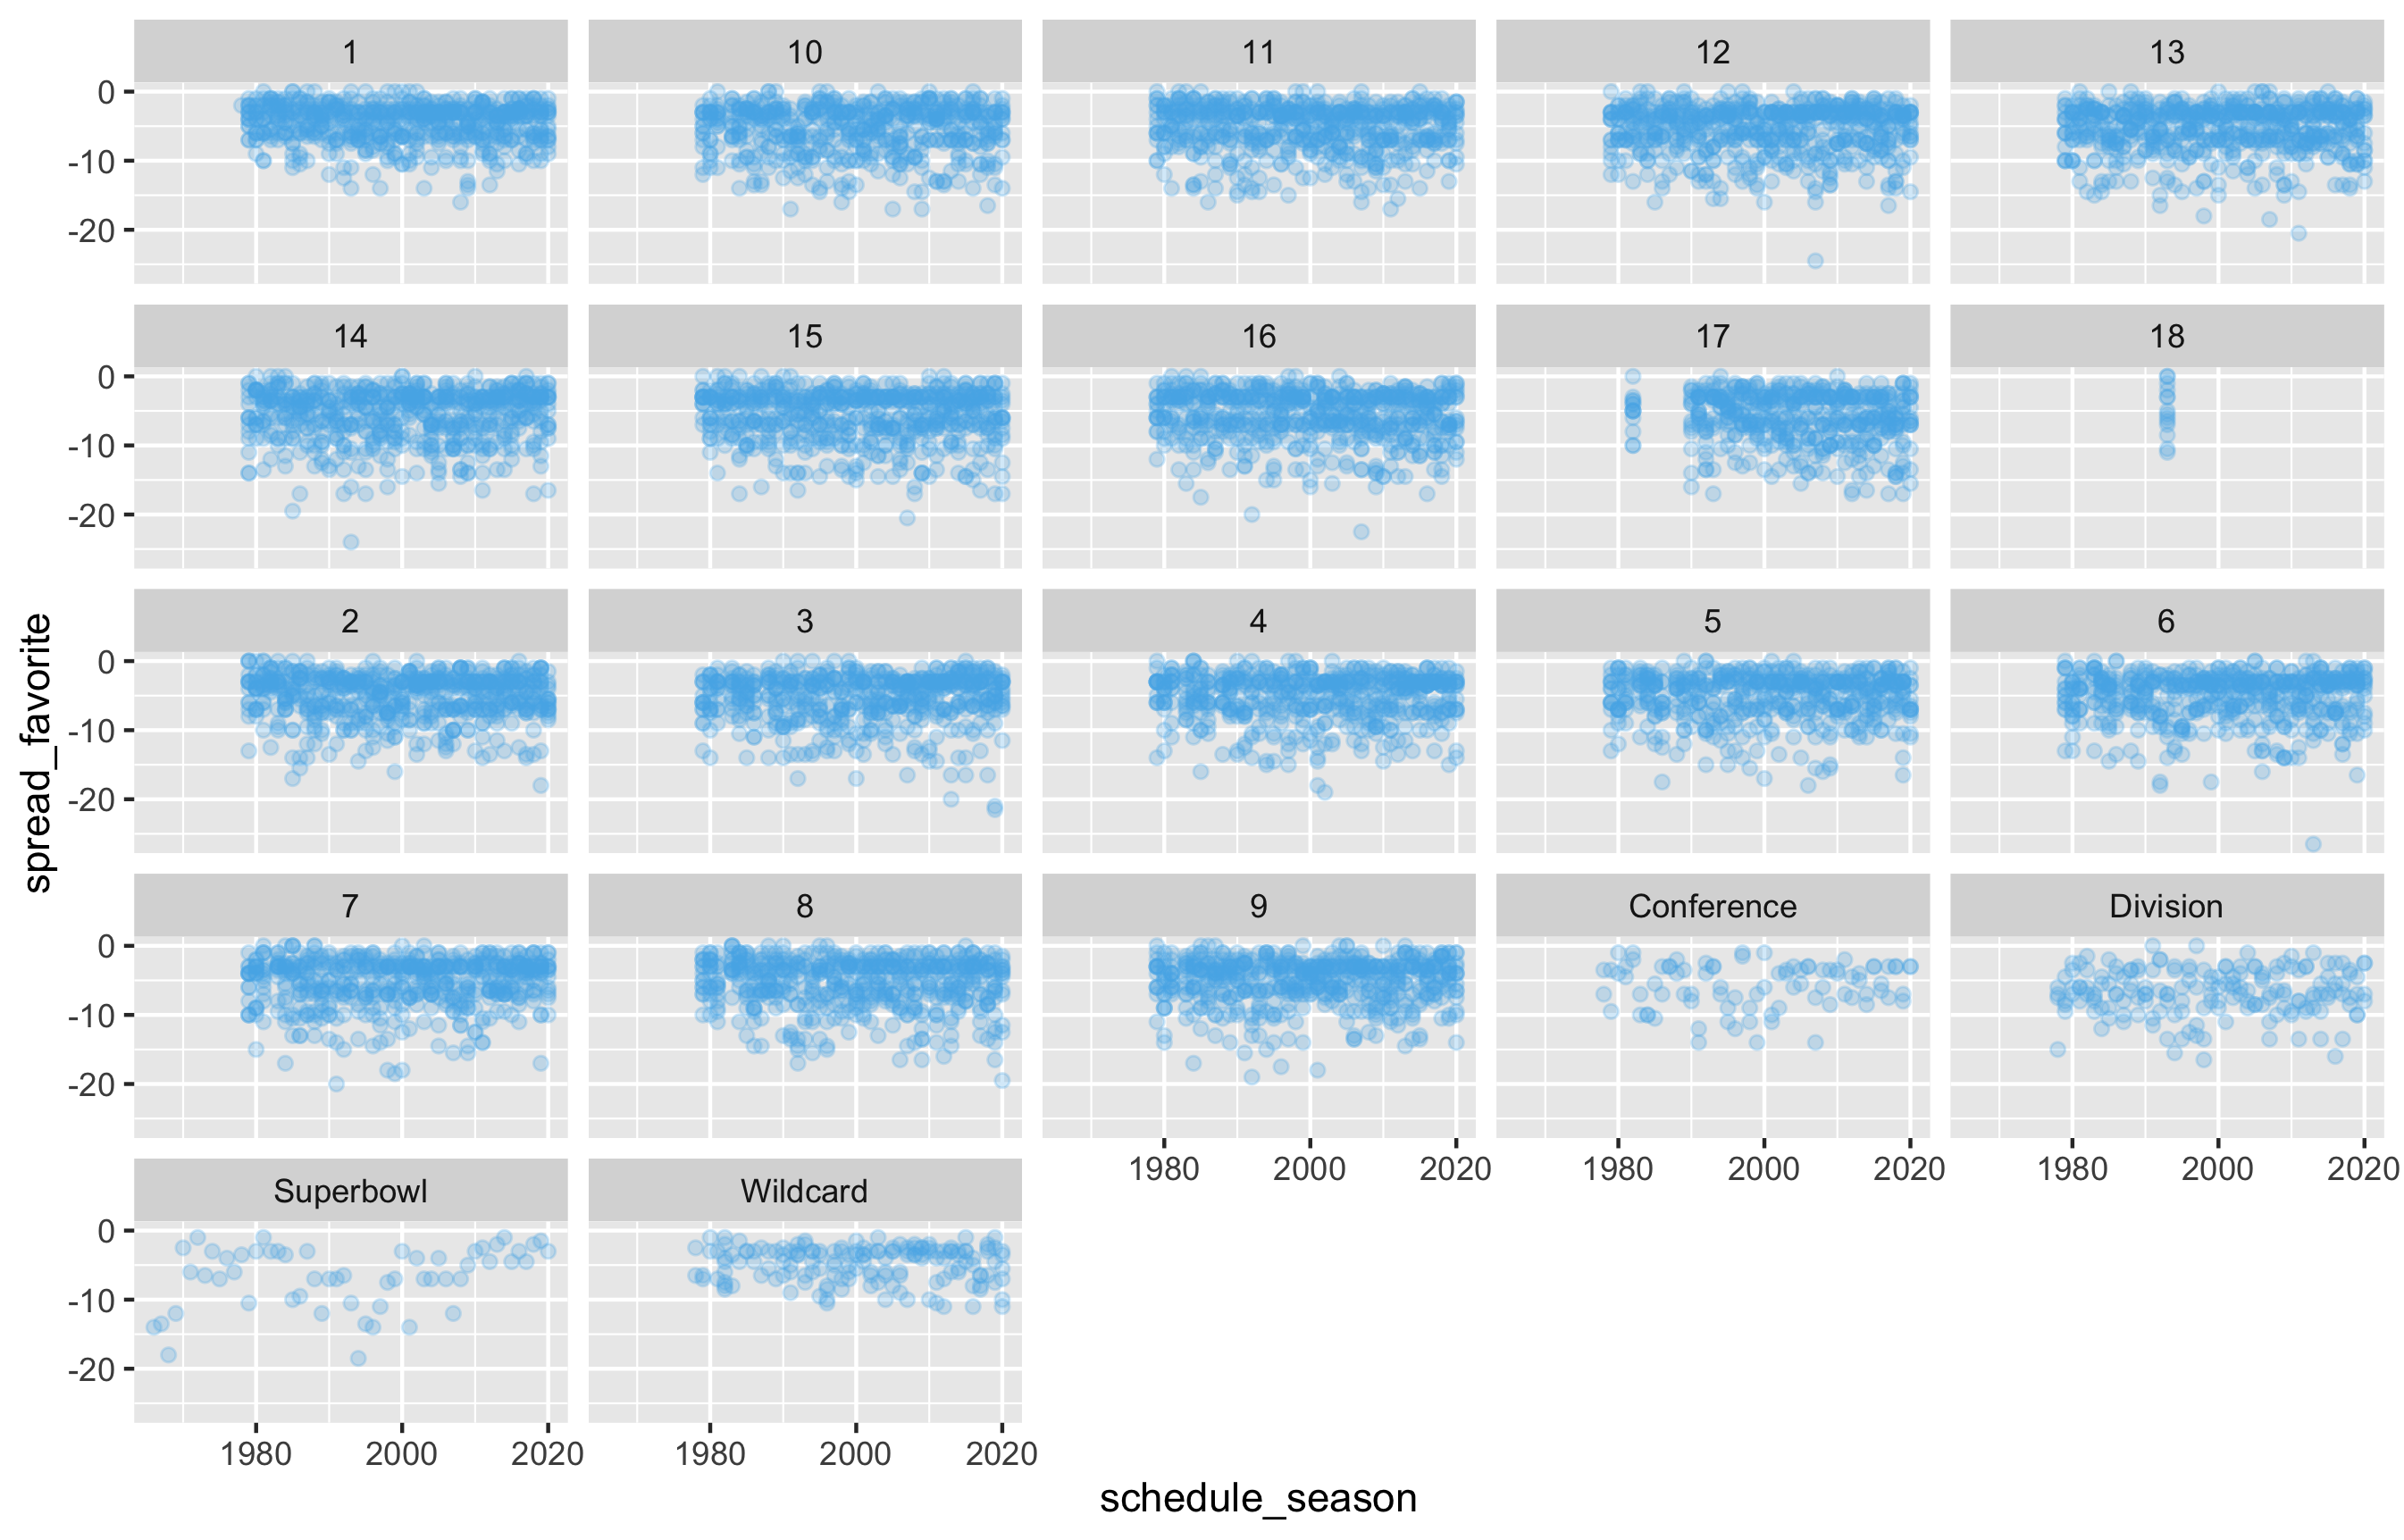 1 10 11 12 13
0
-10
-20
14 15 16 17 18
0
-10
-20
2 3 4 5 6
0
-10
-20
7 8 9 Conference Division
0
-10
-20
1980 2000 2020 1980 2000 2020 1980 2000 2020
Superbowl Wildcard
0
-10
-20
1980 2000 2020 1980 2000 2020
schedule_season
spread_favorite